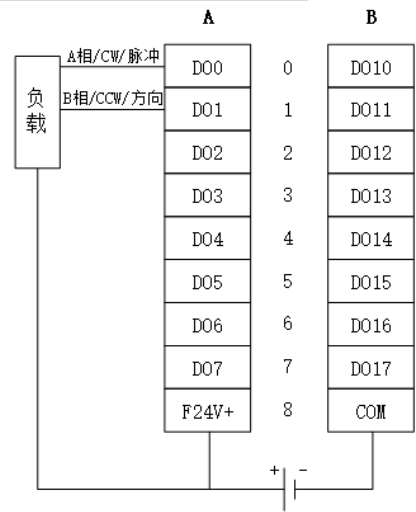 A B
A相/CW/脉冲 DO0 0 DO10
负载 B相/CCW/方向 DO1 1 DO11
DO2 2 DO12
DO3 3 DO13
DO4 4 DO14
DO5 5 DO15
DO6 6 DO16
DO7 7 DO17
F24V+ 8 COM
+ -